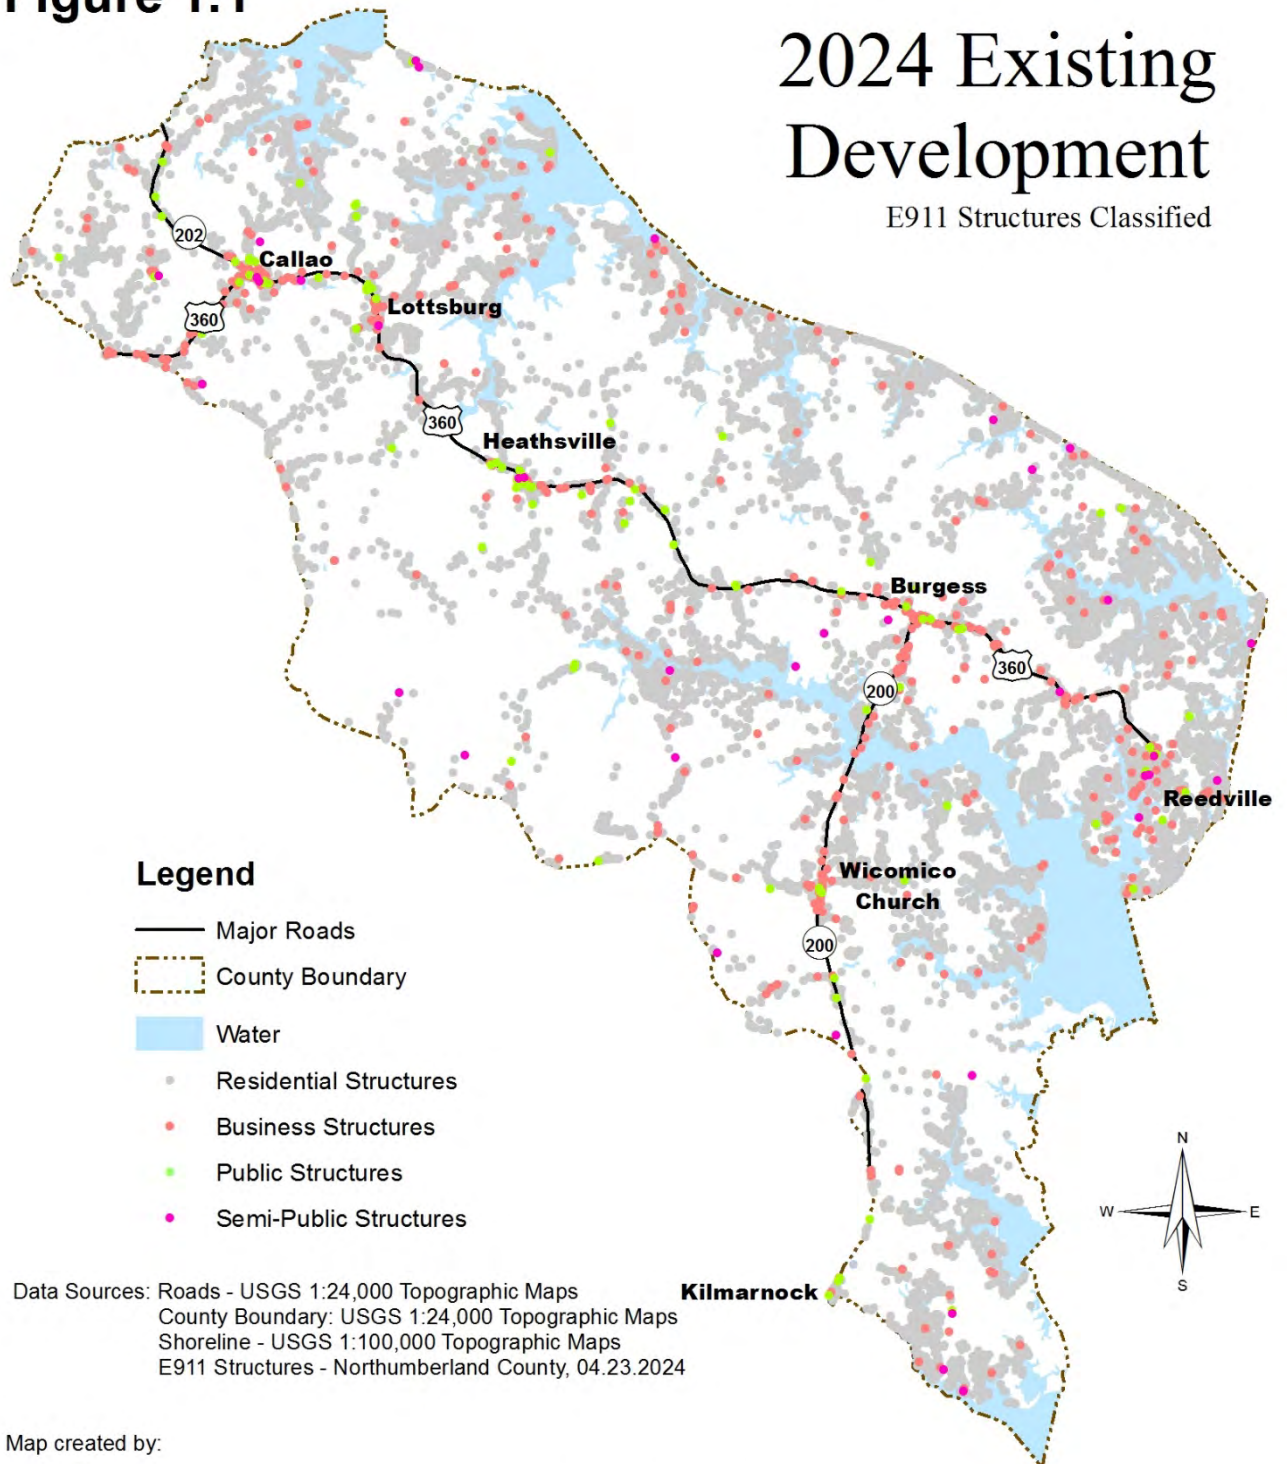 Figure 1.1
2024 Existing
Development
E911 Structures Classified
202
Callao
Lottsburg
360
360
Heathsville
Burgess
360
200
Reedville
Wicomico
Church
200
Legend
Major Roads
County Boundary
Water
Residential Structures
Business Structures
Public Structures
Semi-Public Structures
N
W
E
S
Kilmarnock
Data Sources: Roads - USGS 1:24,000 Topographic Maps
County Boundary: USGS 1:24,000 Topographic Maps
Shoreline - USGS 1:100,000 Topographic Maps
E911 Structures - Northumberland County, 04.23.2024
Map created by: